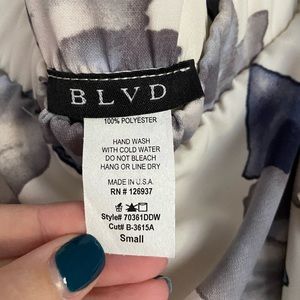 BLVD
100% POLYESTER
HAND WASH
WITH COLD WATER
DO NOT BLEACH
HANG OR LINE DRY
MADE IN U.S.A.
RN # 126937
Style# 70361DDW
Cut# B-3615A
Small